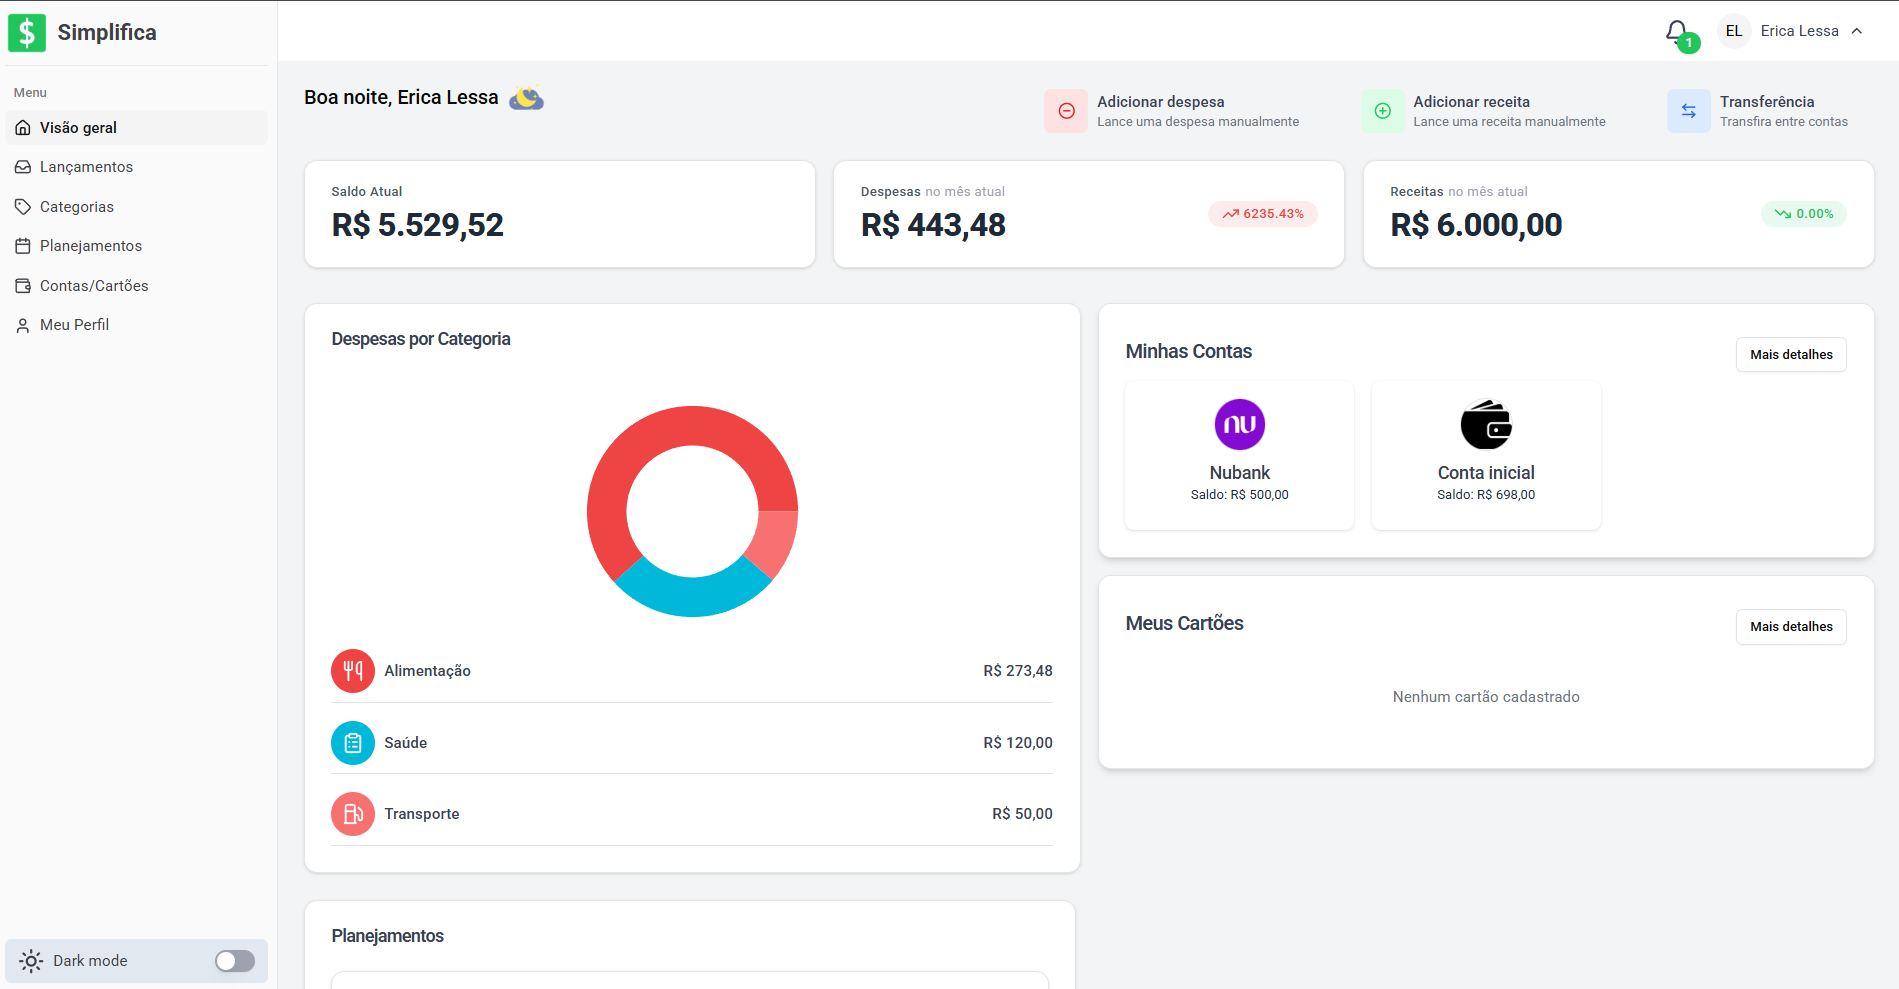 $ Simplifica
1
EL Erica Lessa
Menu
Visão geral
Lançamentos
Categorias
Planejamentos
Contas/Cartões
Meu Perfil
Dark mode
Boa noite, Erica Lessa
Adicionar despesa
Lance uma despesa manualmente
Adicionar receita
Lance uma receita manualmente
Transferência
Transfira entre contas
Saldo Atual
R$ 5.529,52
Despesas no mês atual
R$ 443,48
6235.43%
Receitas no mês atual
R$ 6.000,00
0.00%
Despesas por Categoria
Alimentação R$ 273,48
Saúde R$ 120,00
Transporte R$ 50,00
Minhas Contas
Mais detalhes
nu
Nubank
Saldo: R$ 500,00
Conta inicial
Saldo: R$ 698,00
Meus Cartões
Mais detalhes
Nenhum cartão cadastrado
Planejamentos